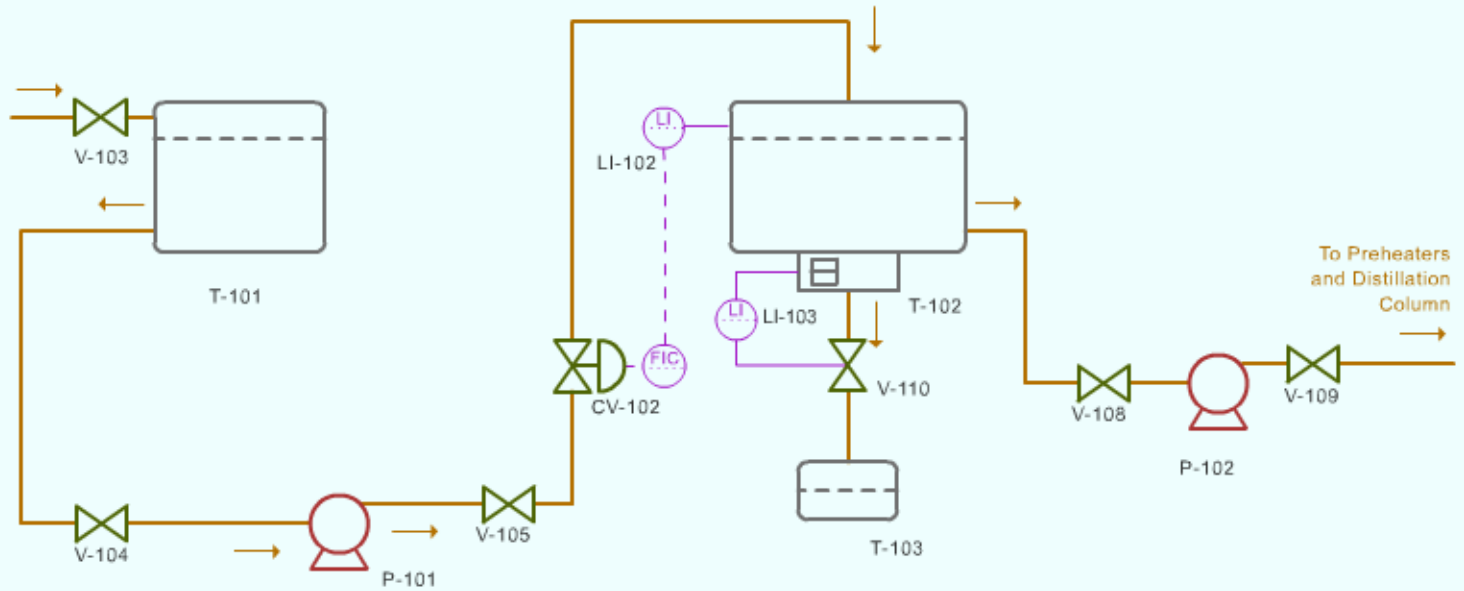 V-103
T-101
V-104
P-101
V-105
LI
LI-102
FIC
CV-102
LI
LI-103
T-102
V-110
T-103
V-108
P-102
V-109
To Preheaters
and Distillation
Column